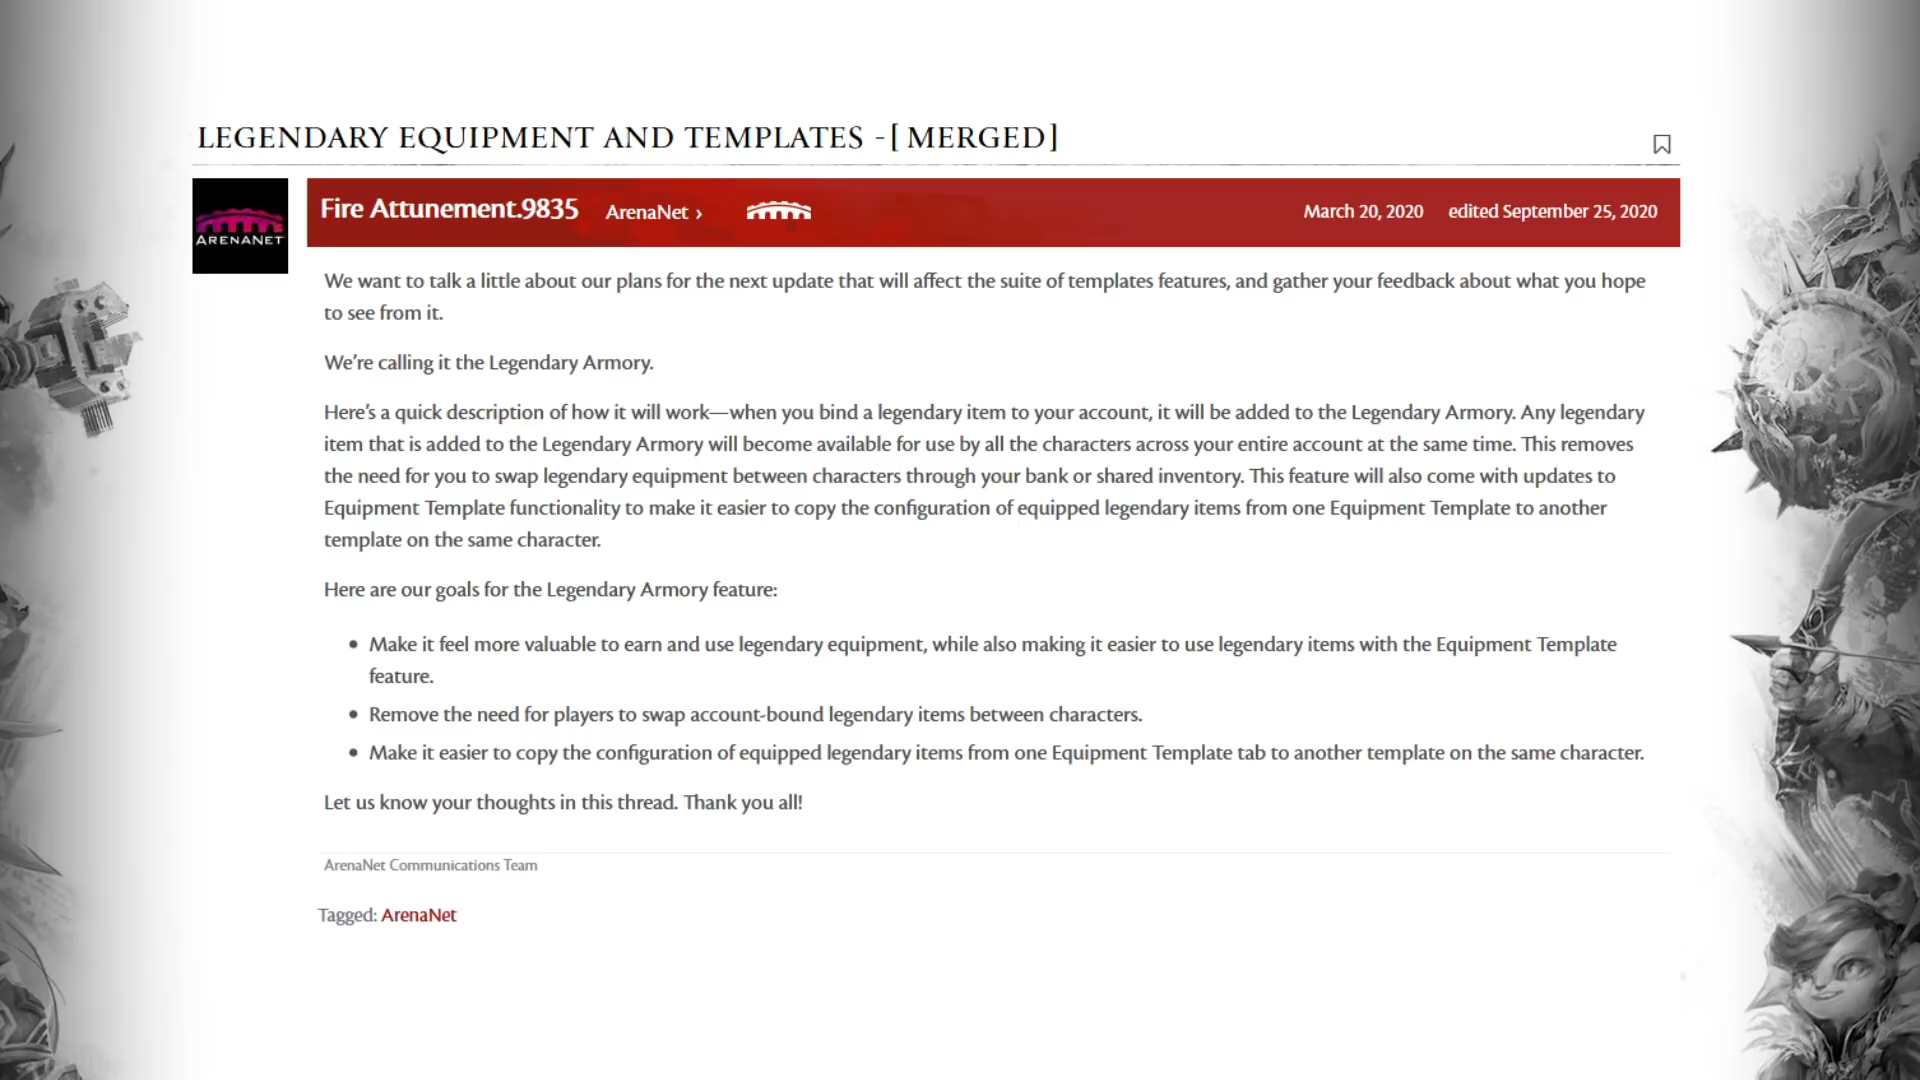 LEGENDARY EQUIPMENT AND TEMPLATES -[ MERGED]
ARENANET
Fire Attunement.9835 ArenaNet › March 20, 2020 edited September 25, 2020
We want to talk a little about our plans for the next update that will affect the suite of templates features, and gather your feedback about what you hope
to see from it.
We're calling it the Legendary Armory.
Here's a quick description of how it will work—when you bind a legendary item to your account, it will be added to the Legendary Armory. Any legendary
item that is added to the Legendary Armory will become available for use by all the characters across your entire account at the same time. This removes
the need for you to swap legendary equipment between characters through your bank or shared inventory. This feature will also come with updates to
Equipment Template functionality to make it easier to copy the configuration of equipped legendary items from one Equipment Template to another
template on the same character.
Here are our goals for the Legendary Armory feature:
• Make it feel more valuable to earn and use legendary equipment, while also making it easier to use legendary items with the Equipment Template
feature.
• Remove the need for players to swap account-bound legendary items between characters.
• Make it easier to copy the configuration of equipped legendary items from one Equipment Template tab to another template on the same character.
Let us know your thoughts in this thread. Thank you all!
ArenaNet Communications Team
Tagged: ArenaNet